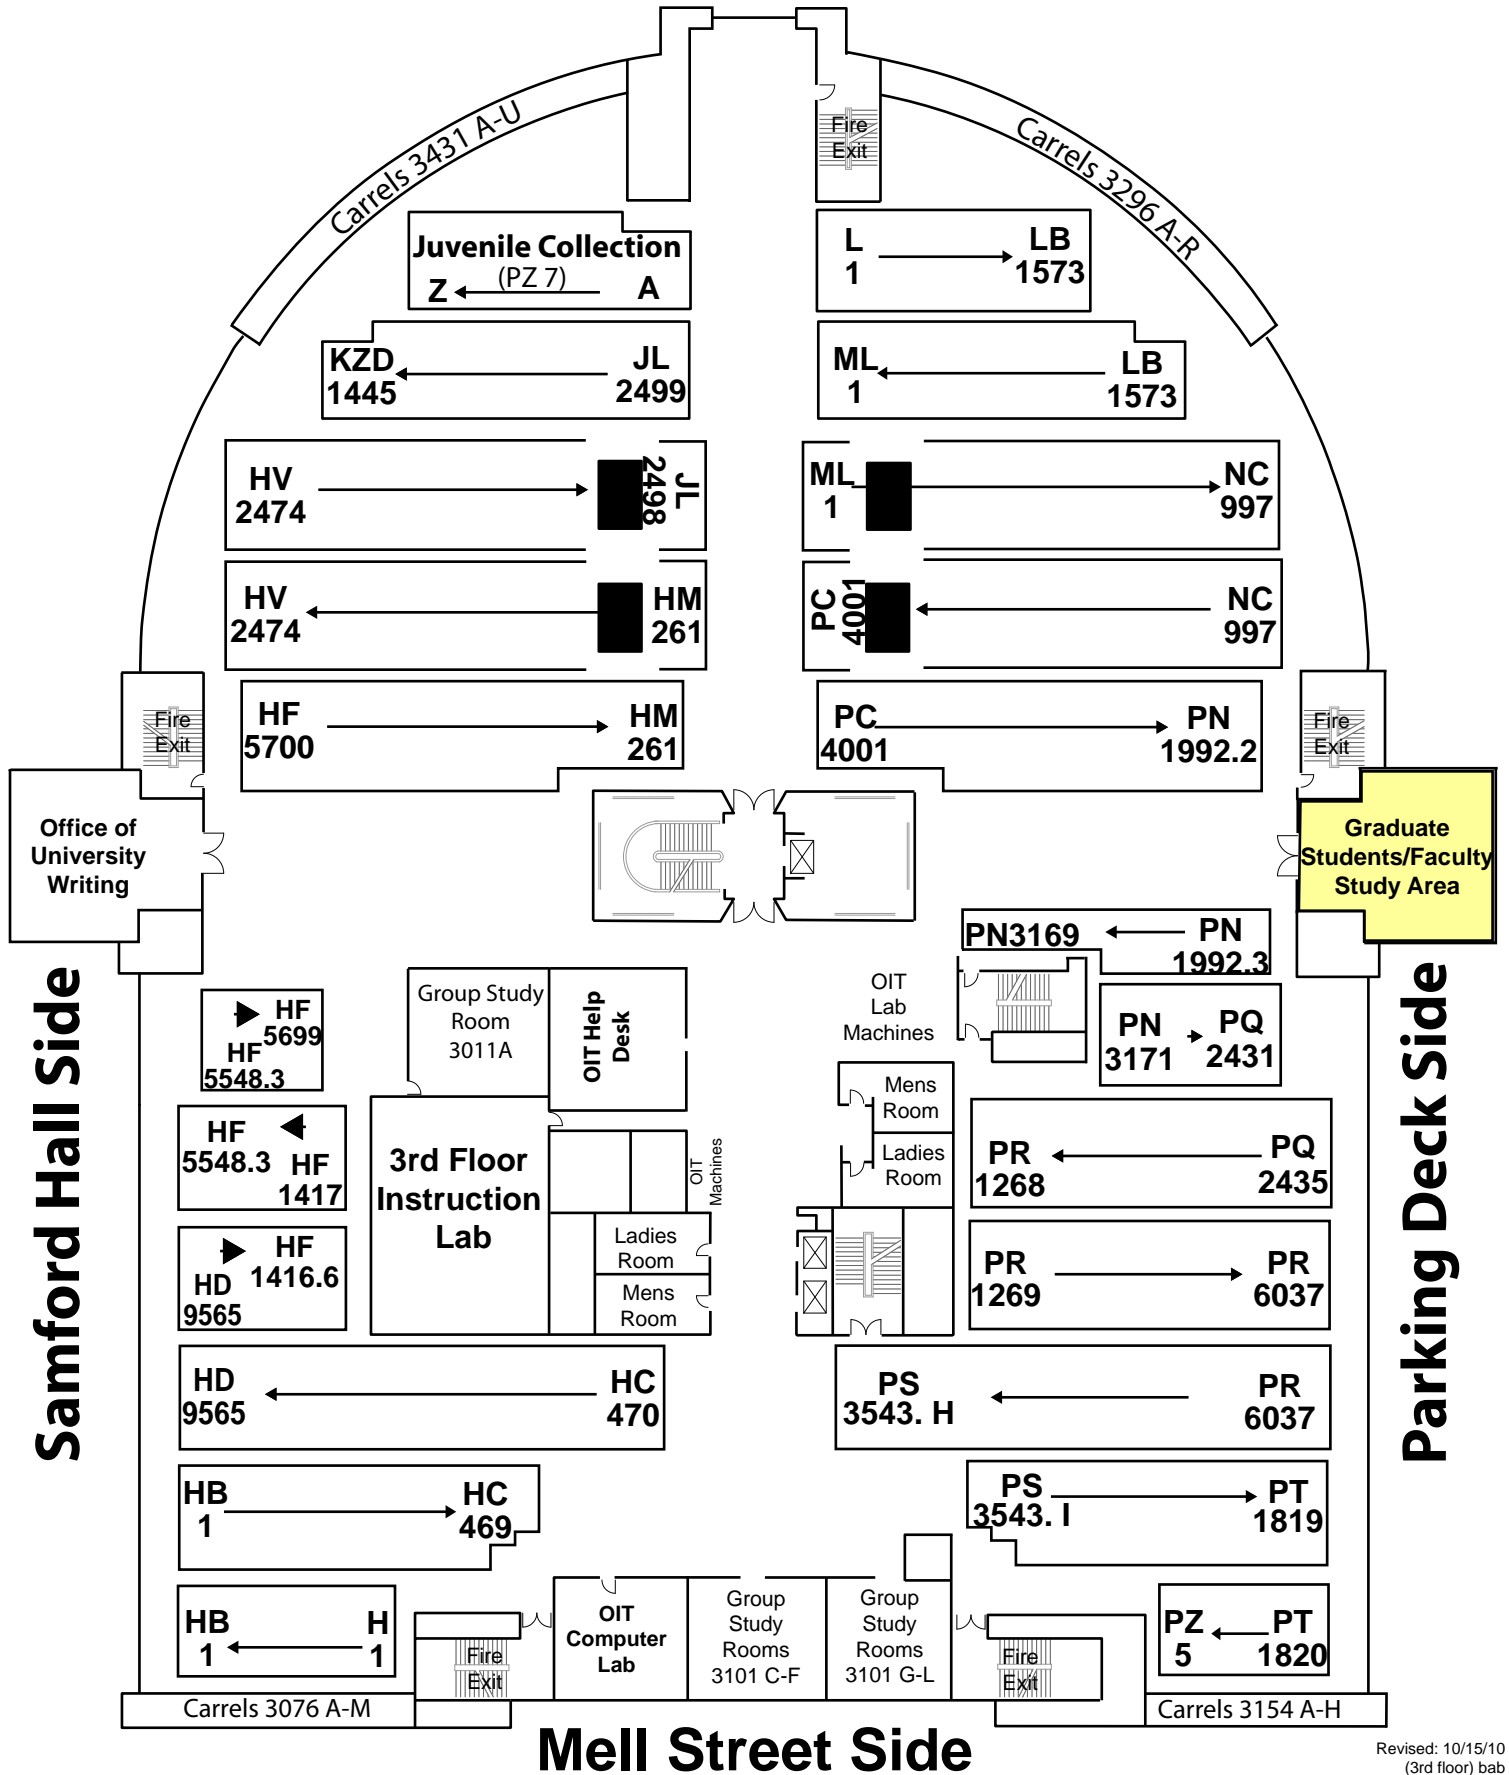 Carrels 3431 A-U
Fire
Exit
Carrels 3296 A-R
Juvenile Collection
(PZ 7)
Z
A
L
1
LB
1573
KZD
1445
JL
2499
ML
1
LB
1573
HV
2474
JL
2498
ML
1
NC
997
HV
2474
HM
261
PC
4001
NC
997
HF
5700
HM
261
PC
4001
PN
1992.2
Fire
Exit
Fire
Exit
Office of
University
Writing
Graduate
Students/Faculty
Study Area
PN3169
PN
1992.3
Samford Hall Side
Parking Deck Side
HF
5699
HF
5548.3
Group Study
Room
3011A
OIT Help
Desk
OIT
Lab
Machines
PN
3171
PQ
2431
HF
5548.3
HF
1417
3rd Floor
Instruction
Lab
OIT
Machines
Mens
Room
Ladies
Room
PR
1268
PQ
2435
HF
1416.6
HD
9565
Ladies
Room
Mens
Room
PR
1269
PR
6037
HD
9565
HC
470
PS
3543. H
PR
6037
HB
1
HC
469
PS
3543. I
PT
1819
HB
1
H
1
Fire
Exit
OIT
Computer
Lab
Group
Study
Rooms
3101 C-F
Group
Study
Rooms
3101 G-L
Fire
Exit
PZ
5
PT
1820
Carrels 3076 A-M
Carrels 3154 A-H
Mell Street Side
Revised: 10/15/10
(3rd floor) bab